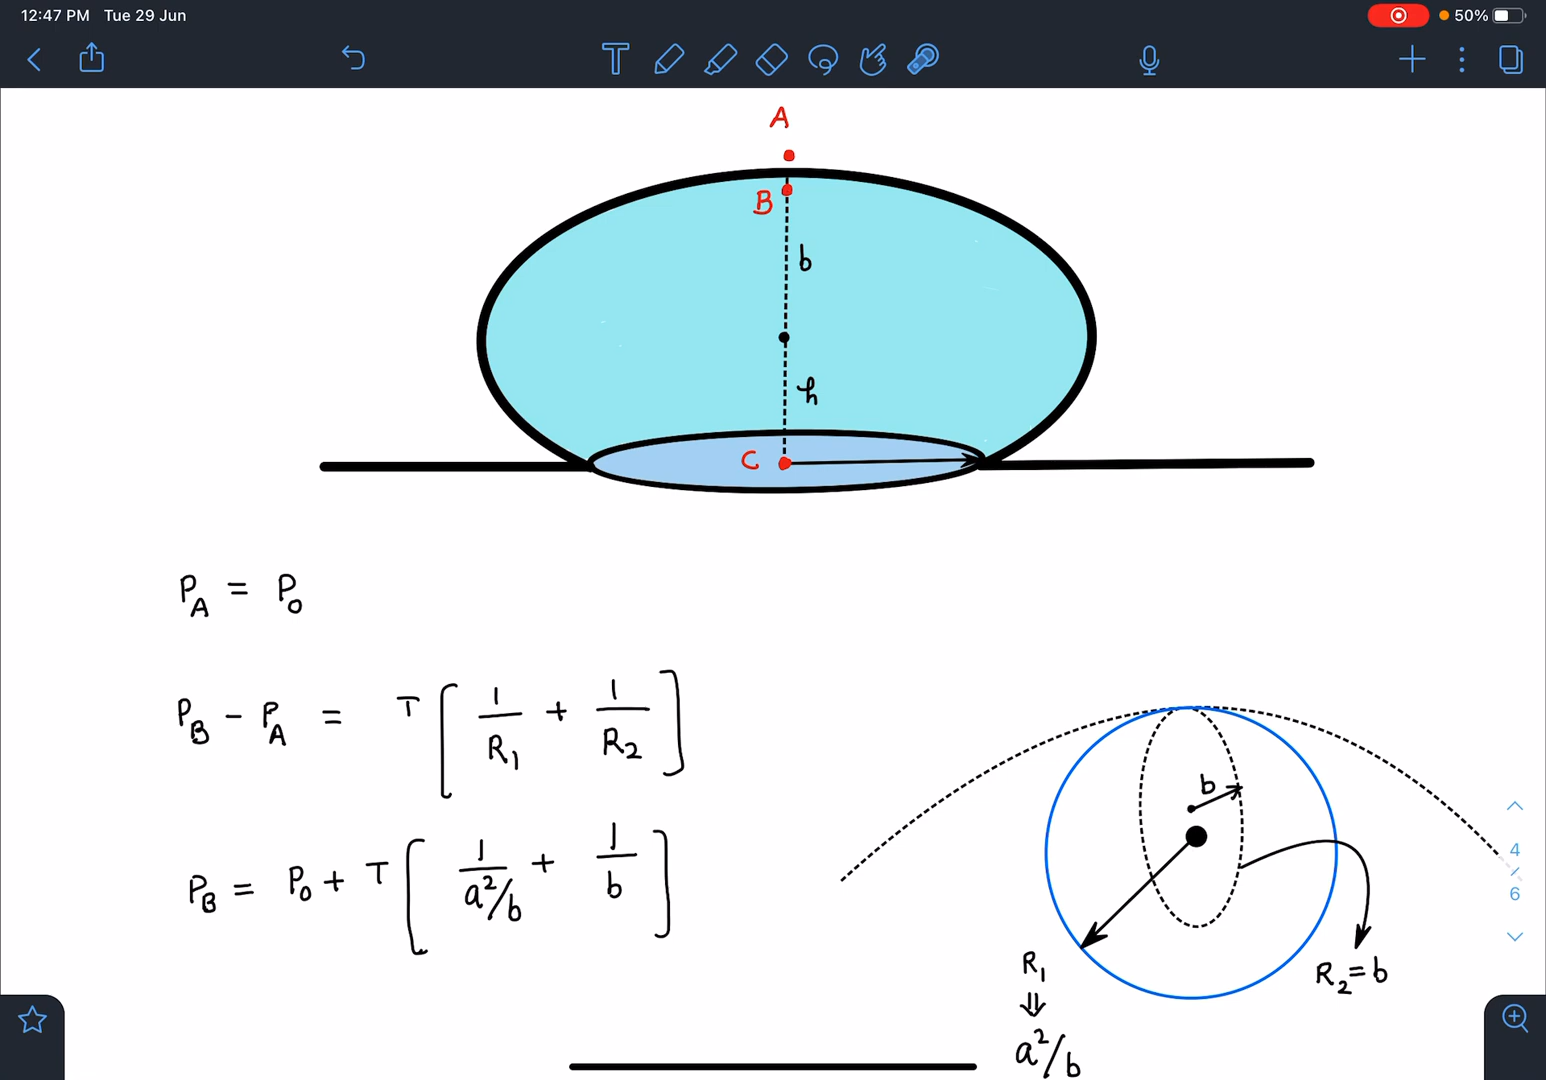 12:47 PM Tue 29 Jun
50%
T
A
B
b
h
C
P_A = P_0
P_B - P_A = T [ 1/R_1 + 1/R_2 ]
P_B = P_0 + T [ 1/(a²/b) + 1/b ]
b
R_1
⇓
a²/b
R_2 = b
4
/
6